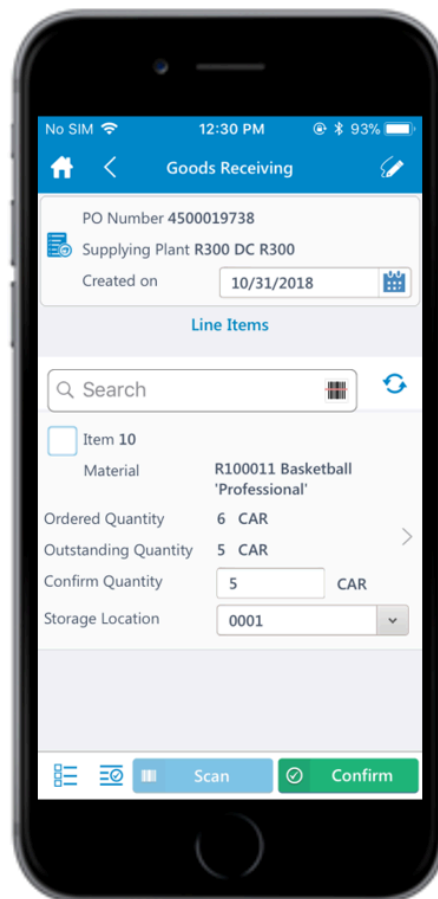 No SIM 12:30 PM 93%
Goods Receiving
PO Number 4500019738
Supplying Plant R300 DC R300
Created on 10/31/2018
Line Items
Search
Item 10
Material R100011 Basketball
'Professional'
Ordered Quantity 6 CAR
Outstanding Quantity 5 CAR
Confirm Quantity 5 CAR
Storage Location 0001
Scan Confirm